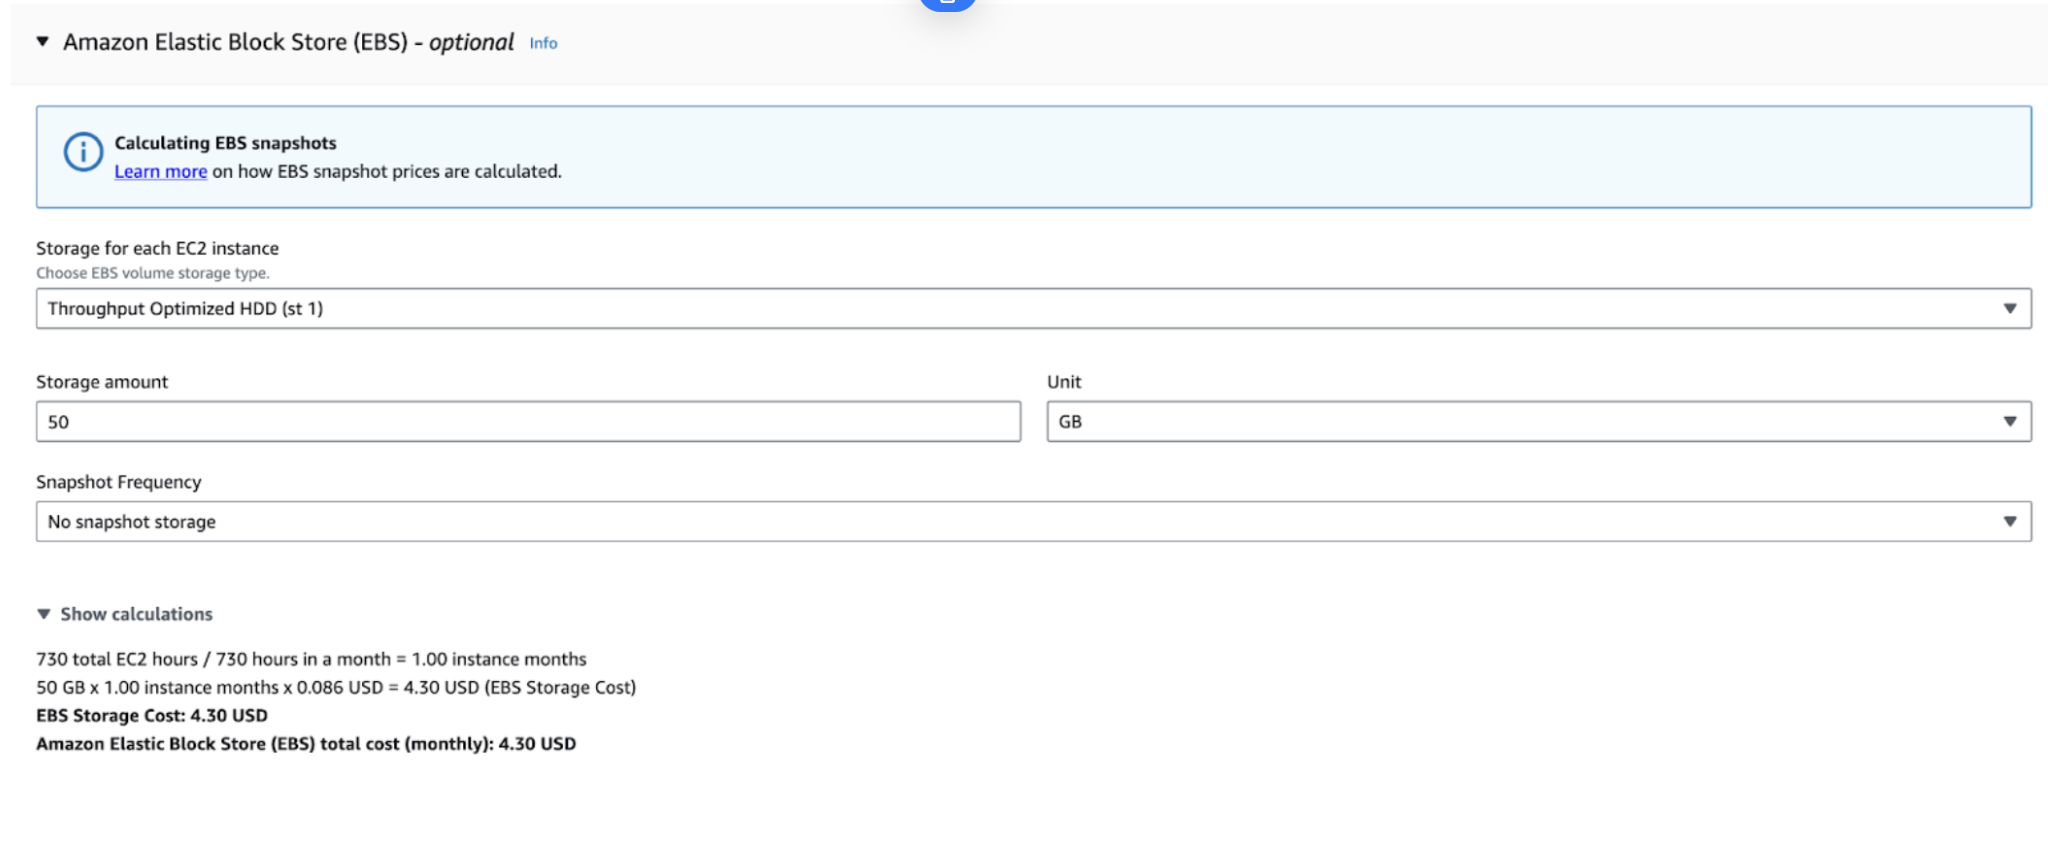 Amazon Elastic Block Store (EBS) - optional Info
Calculating EBS snapshots
Learn more on how EBS snapshot prices are calculated.
Storage for each EC2 instance
Choose EBS volume storage type.
Throughput Optimized HDD (st 1)
Storage amount
50
Unit
GB
Snapshot Frequency
No snapshot storage
Show calculations
730 total EC2 hours / 730 hours in a month = 1.00 instance months
50 GB x 1.00 instance months x 0.086 USD = 4.30 USD (EBS Storage Cost)
EBS Storage Cost: 4.30 USD
Amazon Elastic Block Store (EBS) total cost (monthly): 4.30 USD